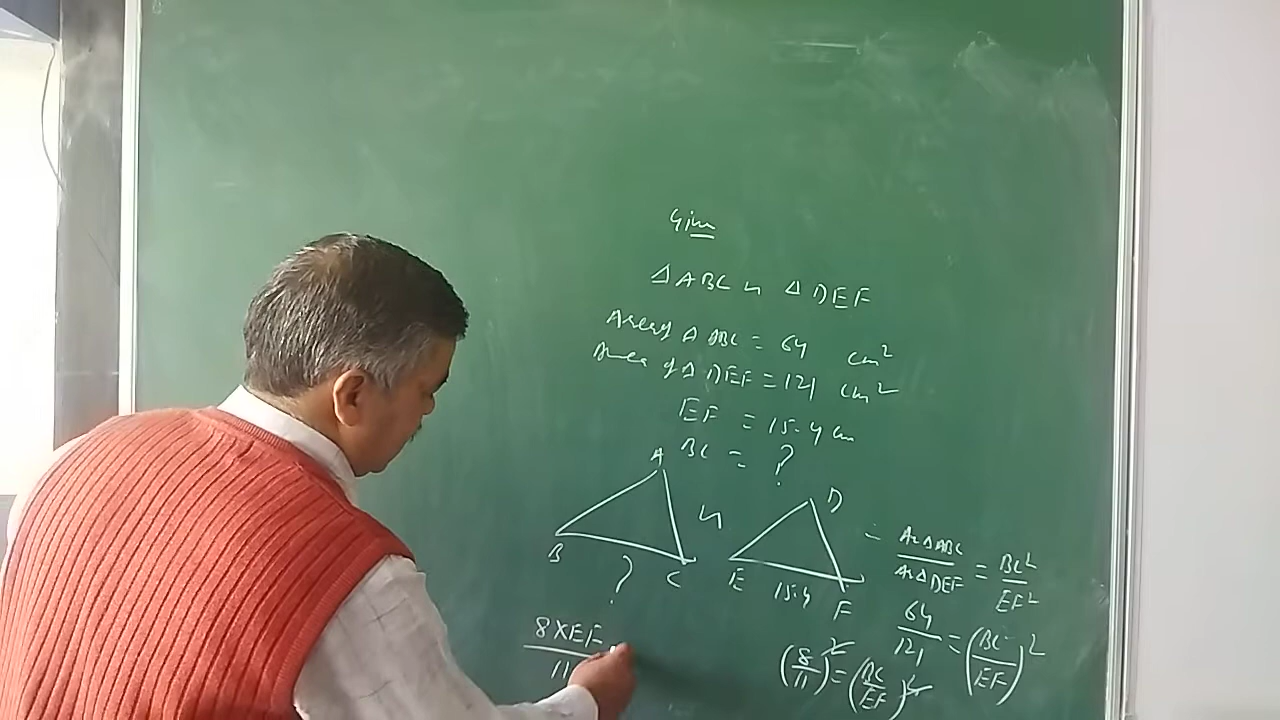 Given
Δ ABC ∽ Δ DEF
Area of Δ ABC = 64 cm²
Area of Δ DEF = 121 cm²
EF = 15.4 cm
BC = ?
A
B
?
C
∽
D
E
15.4
F
= Ar Δ ABC / Ar Δ DEF = BC² / EF²
64 / 121 = (BC / EF)²
(8 / 11)² = (BC / EF)²
8 × EF / 11